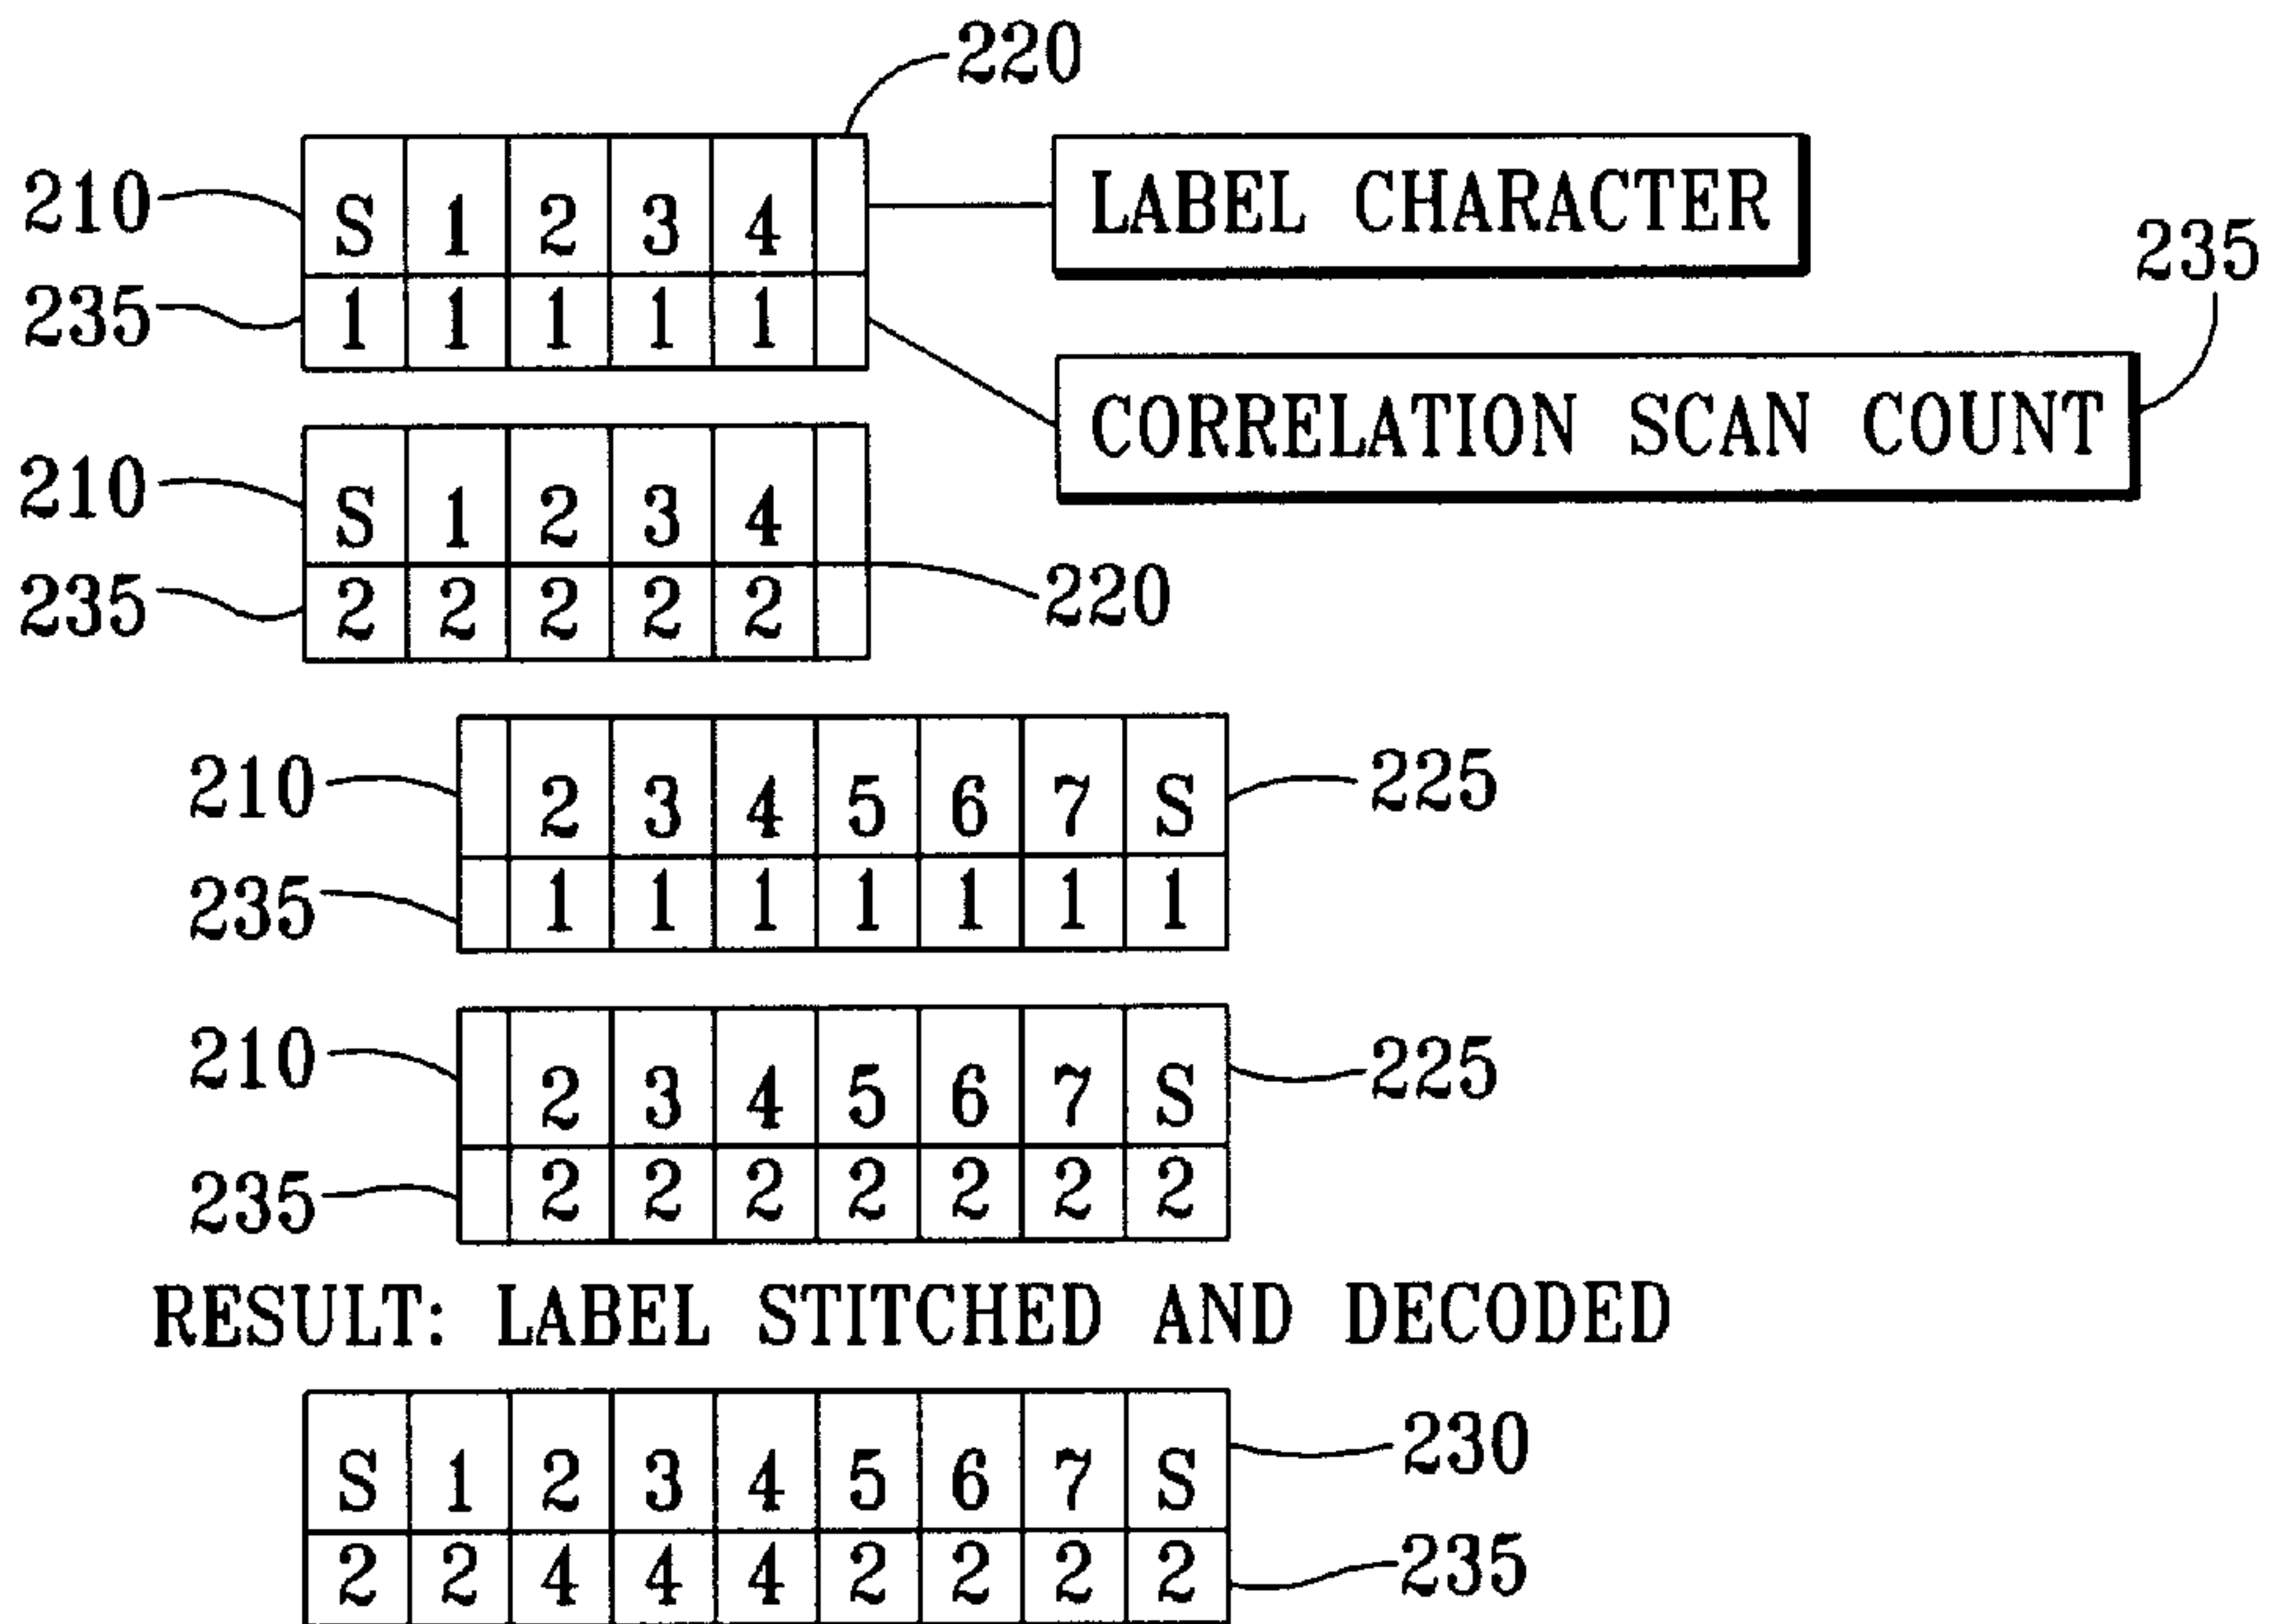 220
210 S 1 2 3 4 LABEL CHARACTER
235 1 1 1 1 1
235
CORRELATION SCAN COUNT
210 S 1 2 3 4
235 2 2 2 2 2 220
210 2 3 4 5 6 7 S 225
235 1 1 1 1 1 1 1
210 2 3 4 5 6 7 S 225
235 2 2 2 2 2 2 2
RESULT: LABEL STITCHED AND DECODED
S 1 2 3 4 5 6 7 S 230
2 2 4 4 4 2 2 2 2 235